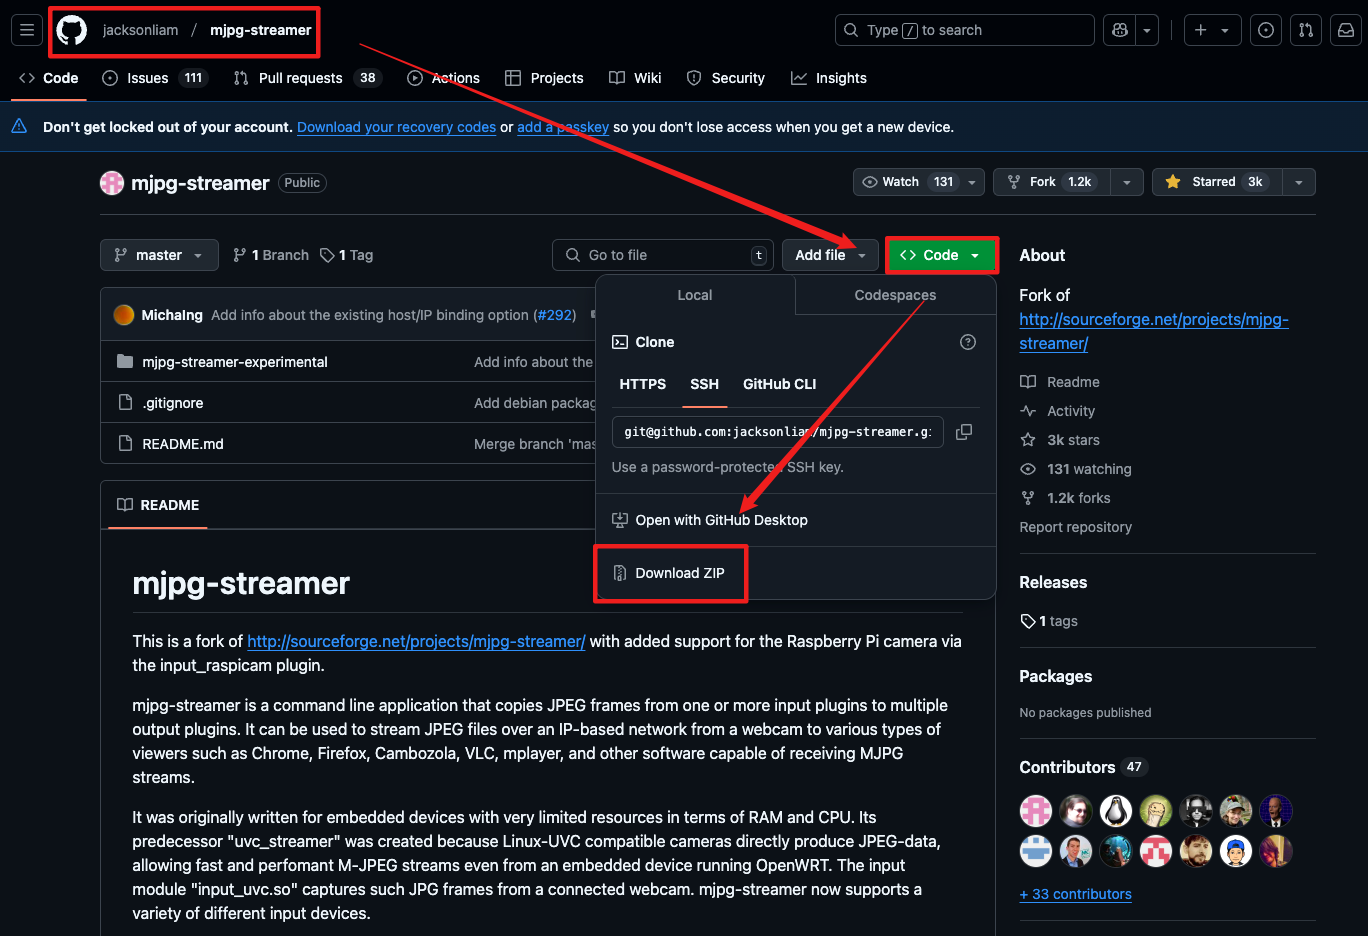 jacksonliam / mjpg-streamer
Type / to search
Code
Issues 111
Pull requests 38
Actions
Projects
Wiki
Security
Insights
Don't get locked out of your account. Download your recovery codes or add a passkey so you don't lose access when you get a new device.
mjpg-streamer Public
Watch 131
Fork 1.2k
Starred 3k
master
1 Branch
1 Tag
Go to file t
Add file
Code
Local
Codespaces
Clone
HTTPS
SSH
GitHub CLI
git@github.com:jacksonliam/mjpg-streamer.gi
Use a password-protected SSH key.
Open with GitHub Desktop
Download ZIP
MichaIng Add info about the existing host/IP binding option (#292)
mjpg-streamer-experimental Add info about the
.gitignore Add debian packag
README.md Merge branch 'mas
README
mjpg-streamer
This is a fork of http://sourceforge.net/projects/mjpg-streamer/ with added support for the Raspberry Pi camera via
the input_raspicam plugin.
mjpg-streamer is a command line application that copies JPEG frames from one or more input plugins to multiple
output plugins. It can be used to stream JPEG files over an IP-based network from a webcam to various types of
viewers such as Chrome, Firefox, Cambozola, VLC, mplayer, and other software capable of receiving MJPG
streams.
It was originally written for embedded devices with very limited resources in terms of RAM and CPU. Its
predecessor "uvc_streamer" was created because Linux-UVC compatible cameras directly produce JPEG-data,
allowing fast and perfomant M-JPEG streams even from an embedded device running OpenWRT. The input
module "input_uvc.so" captures such JPG frames from a connected webcam. mjpg-streamer now supports a
variety of different input devices.
About
Fork of
http://sourceforge.net/projects/mjpg-
streamer/
Readme
Activity
3k stars
131 watching
1.2k forks
Report repository
Releases
1 tags
Packages
No packages published
Contributors 47
+ 33 contributors